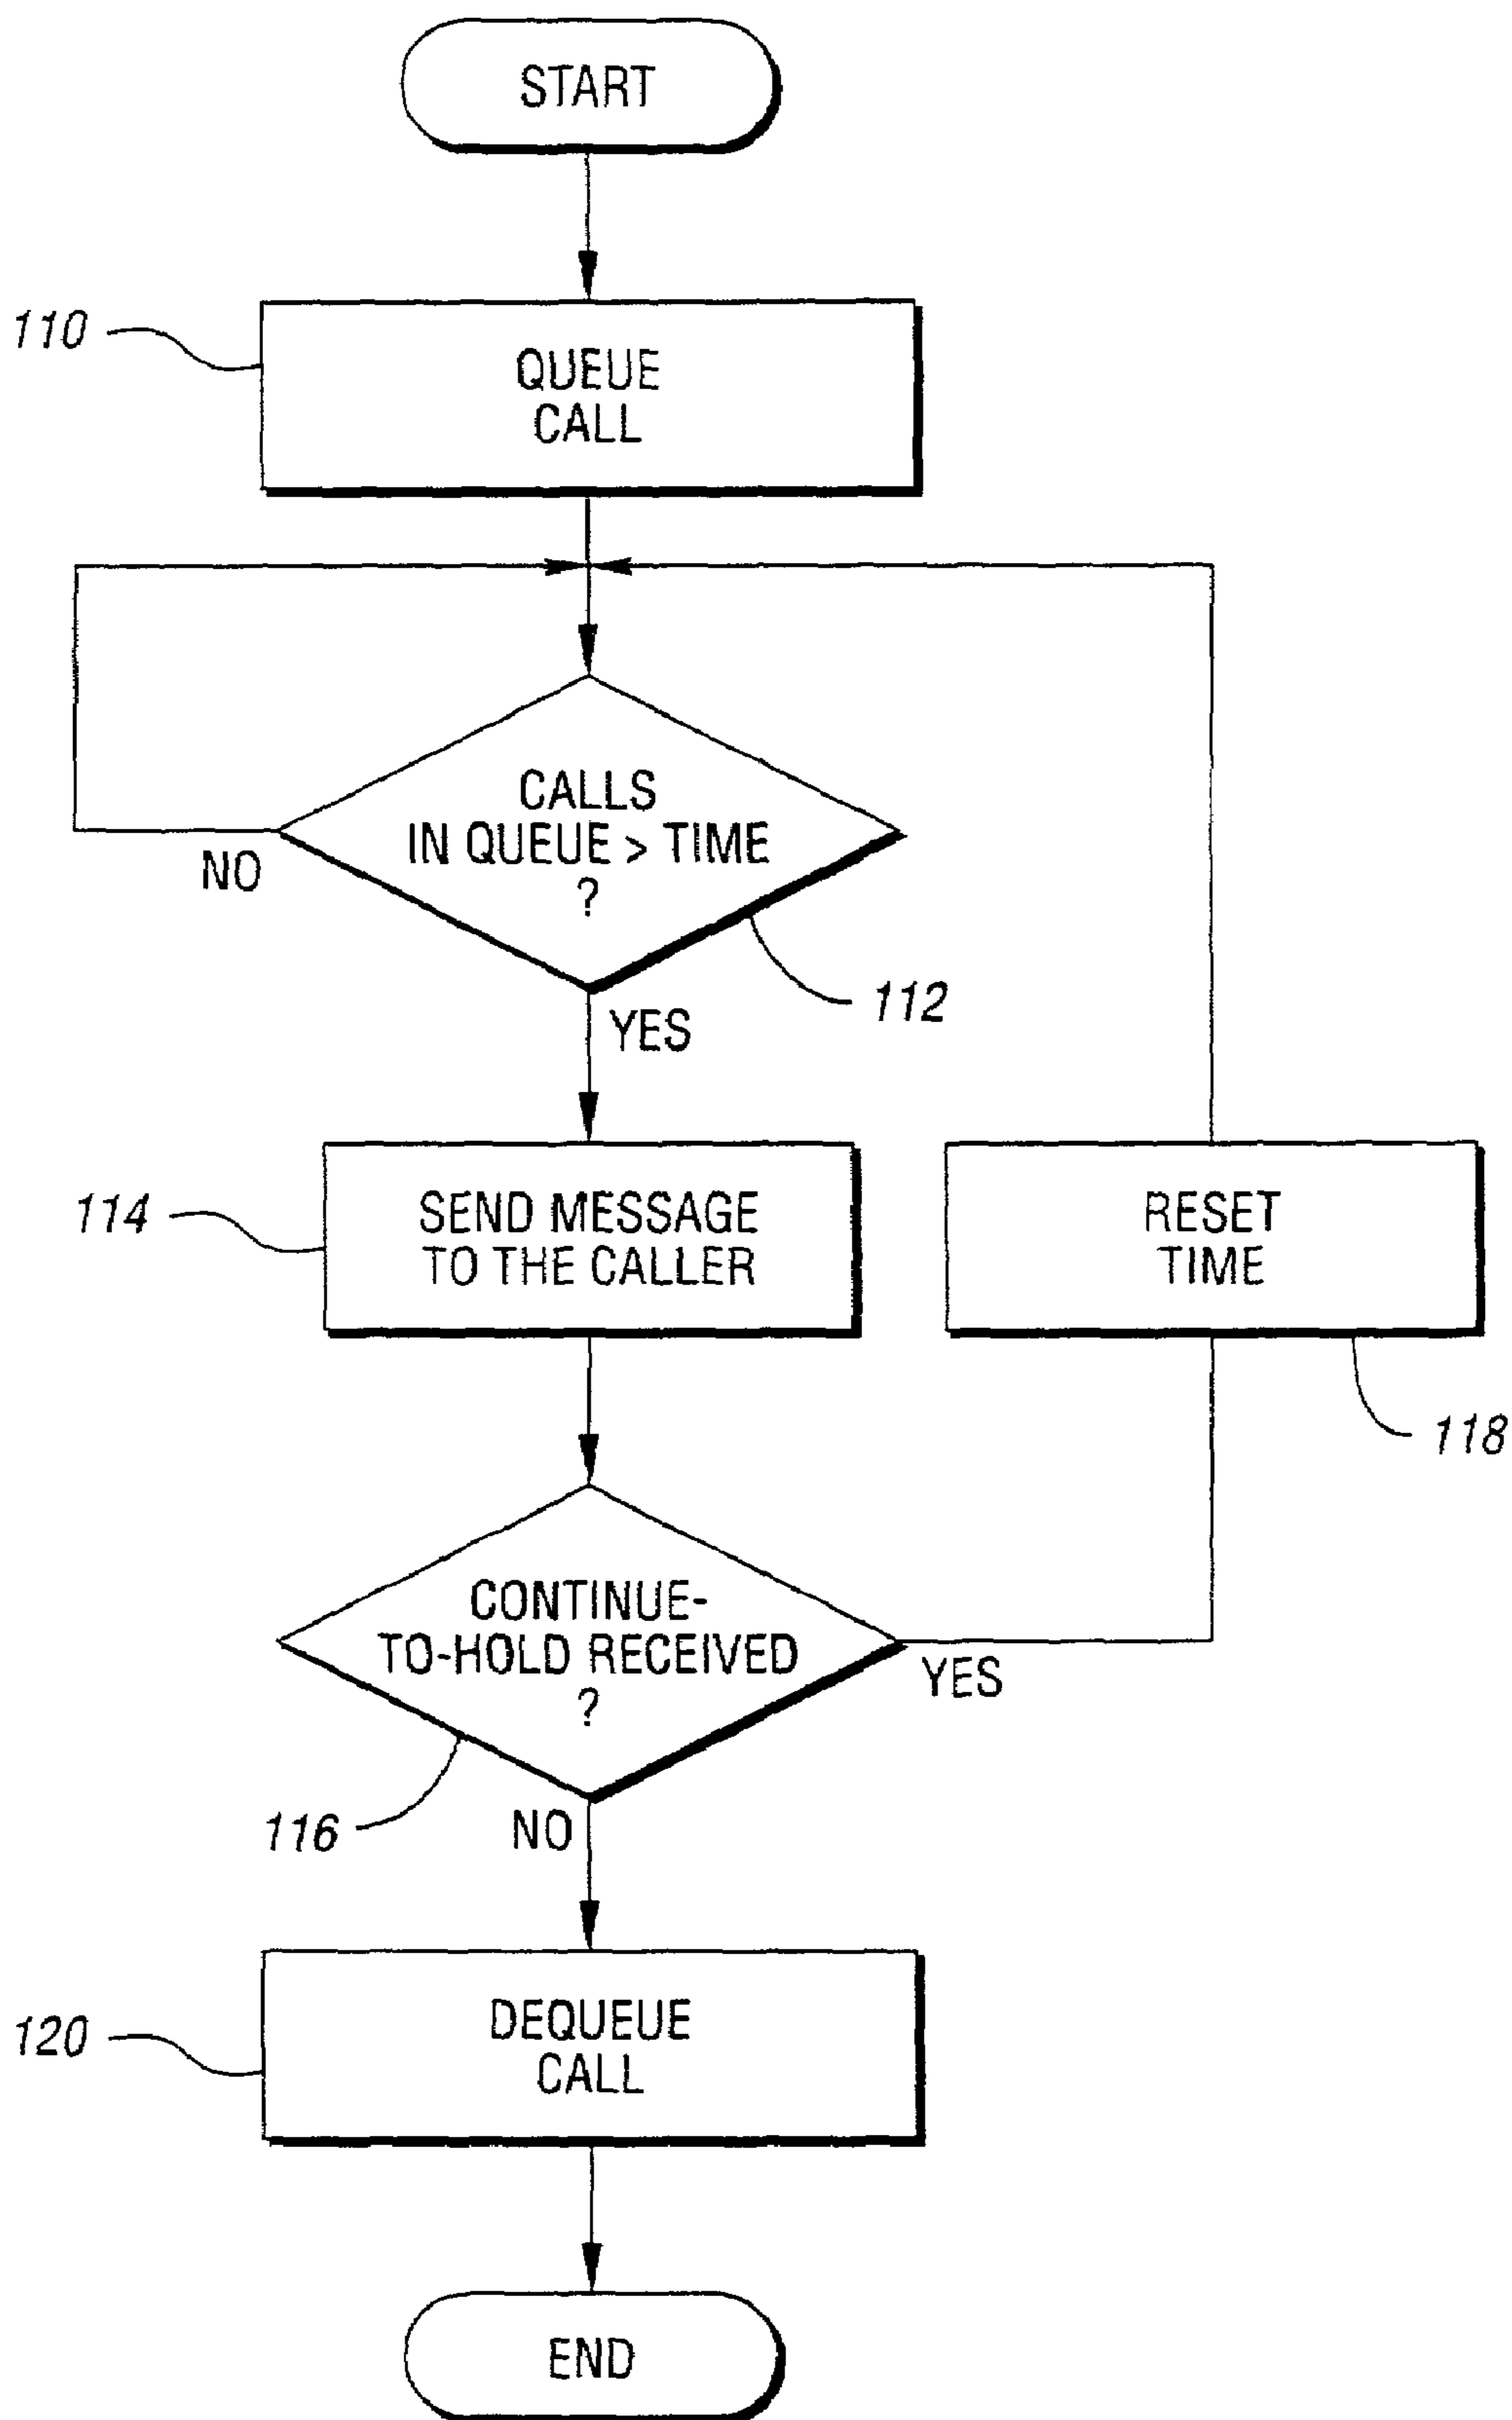 START
110
QUEUE
CALL
CALLS
IN QUEUE > TIME
?
NO
112
YES
114
SEND MESSAGE
TO THE CALLER
RESET
TIME
118
CONTINUE-
TO-HOLD RECEIVED
?
YES
116
NO
120
DEQUEUE
CALL
END